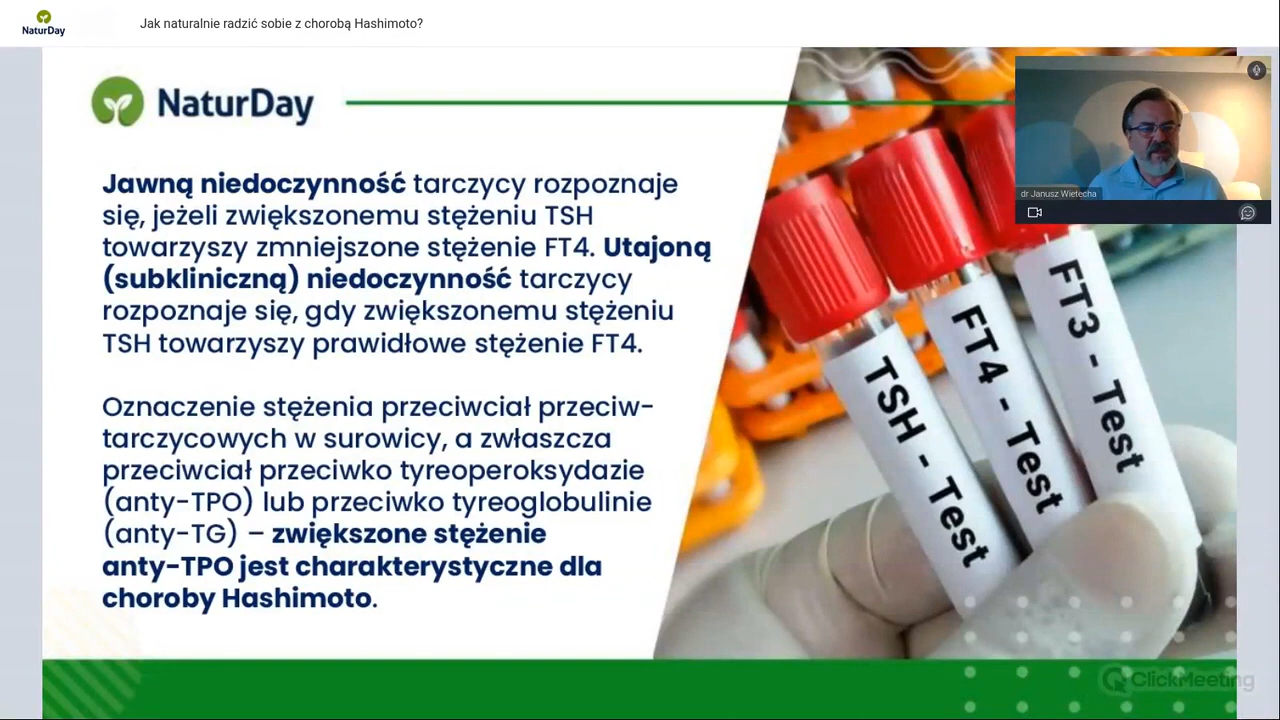 NaturDay
Jak naturalnie radzić sobie z chorobą Hashimoto?
NaturDay
Jawną niedoczynność tarczycy rozpoznaje
się, jeżeli zwiększonemu stężeniu TSH
towarzyszy zmniejszone stężenie FT4. Utajoną
(subkliniczną) niedoczynność tarczycy
rozpoznaje się, gdy zwiększonemu stężeniu
TSH towarzyszy prawidłowe stężenie FT4.
Oznaczenie stężenia przeciwciał przeciw-
tarczycowych w surowicy, a zwłaszcza
przeciwciał przeciwko tyreoperoksydazie
(anty-TPO) lub przeciwko tyreoglobulinie
(anty-TG) – zwiększone stężenie
anty-TPO jest charakterystyczne dla
choroby Hashimoto.
TSH - Test
FT4 - Test
FT3 - Test
dr Janusz Wietecha
ClickMeeting